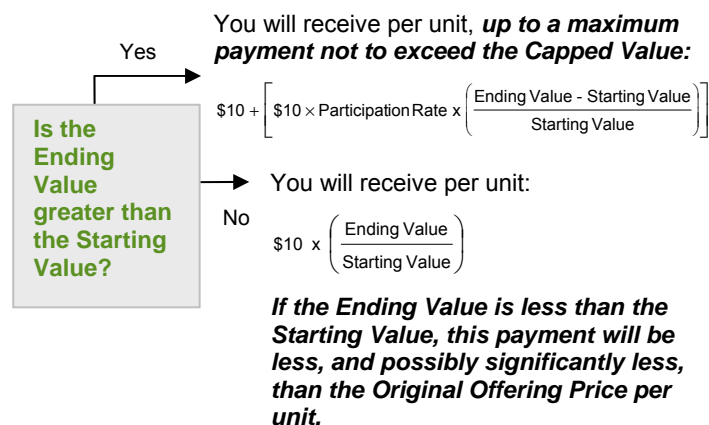 You will receive per unit, up to a maximum
payment not to exceed the Capped Value:
Yes
$10 + [ $10 × Participation Rate x ( Ending Value - Starting Value / Starting Value ) ]
Is the
Ending
Value
greater than
the Starting
Value?
You will receive per unit:
No
$10 x ( Ending Value / Starting Value )
If the Ending Value is less than the
Starting Value, this payment will be
less, and possibly significantly less,
than the Original Offering Price per
unit.